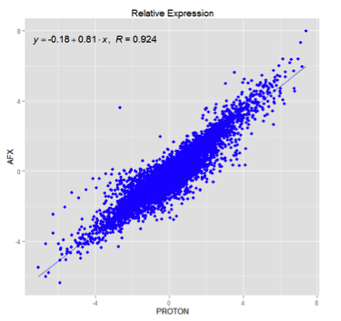 Relative Expression
y = -0.18 + 0.81 · x, R = 0.924
8
4
0
-4
AFX
-4 0 4 8
PROTON